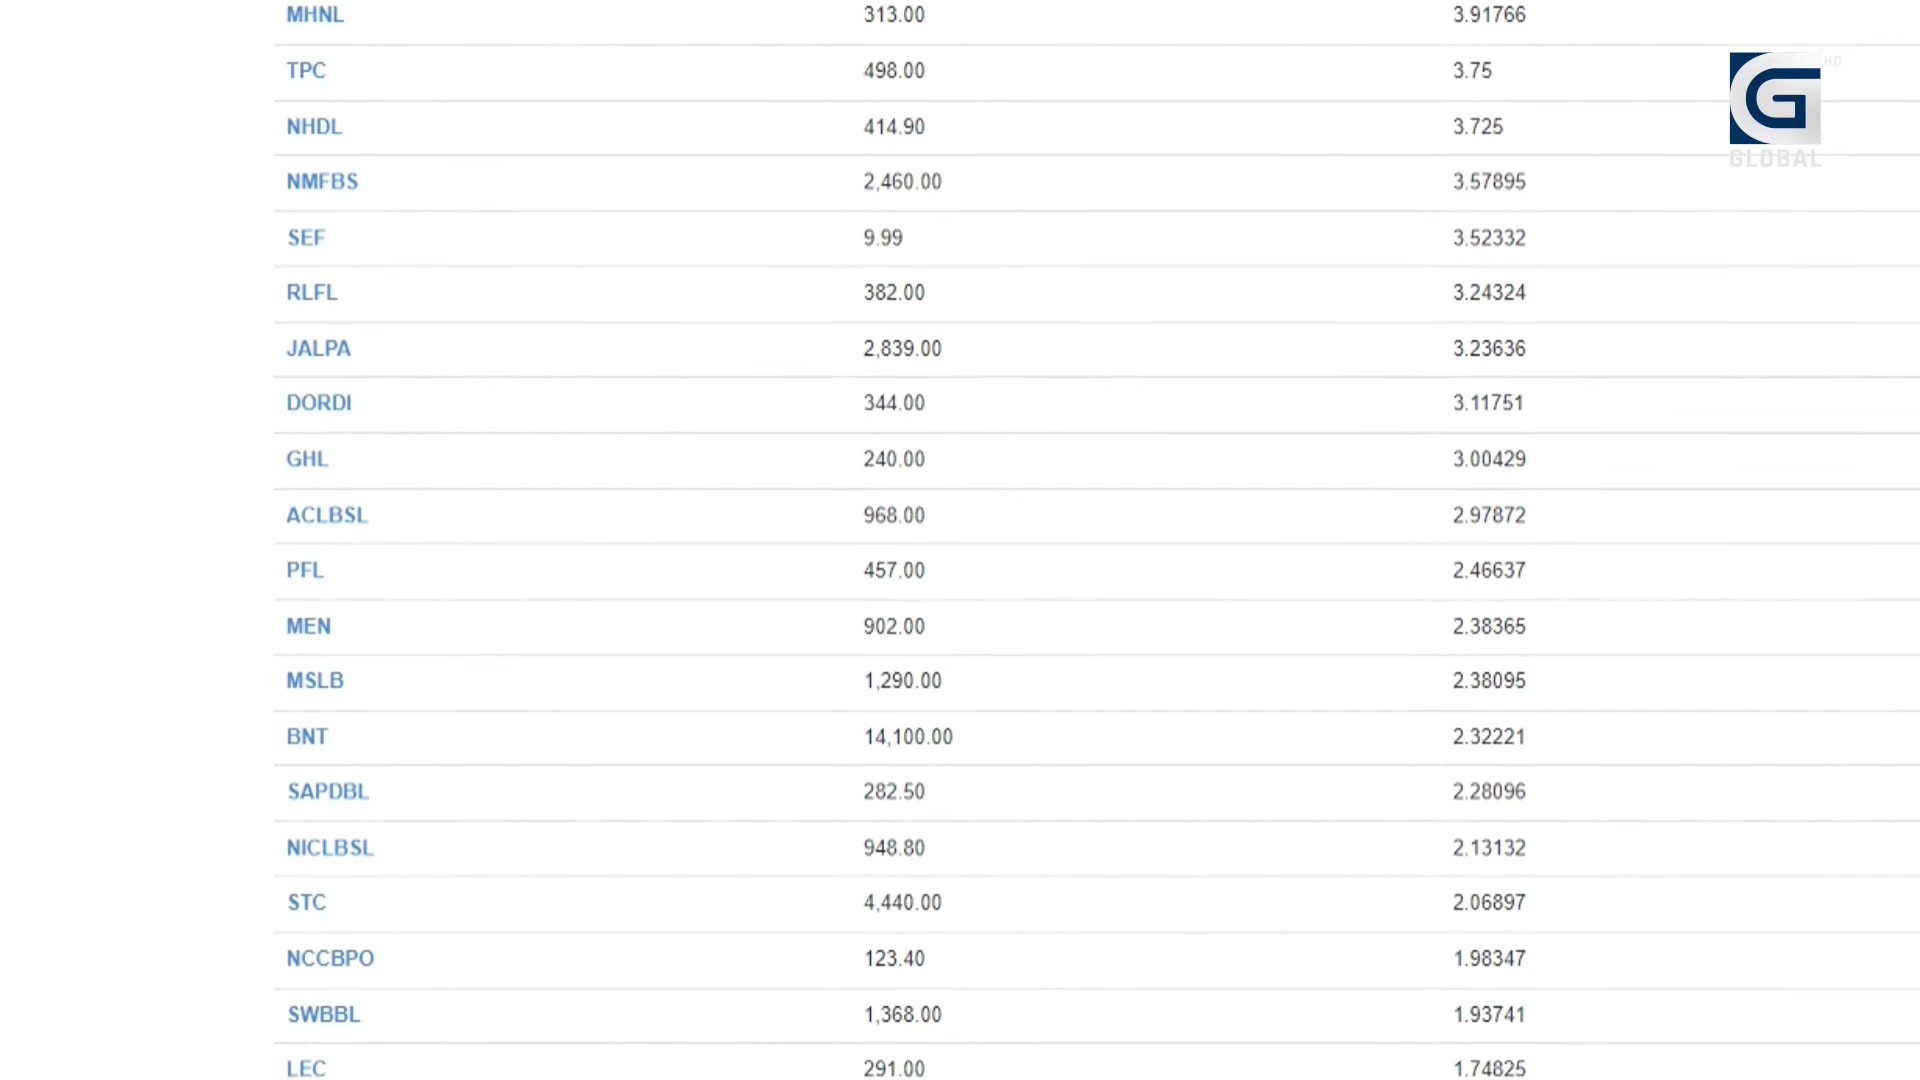 MHNL 313.00 3.91766
TPC 498.00 3.75
HD
NHDL 414.90 3.725
GLOBAL
NMFBS 2,460.00 3.57895
SEF 9.99 3.52332
RLFL 382.00 3.24324
JALPA 2,839.00 3.23636
DORDI 344.00 3.11751
GHL 240.00 3.00429
ACLBSL 968.00 2.97872
PFL 457.00 2.46637
MEN 902.00 2.38365
MSLB 1,290.00 2.38095
BNT 14,100.00 2.32221
SAPDBL 282.50 2.28096
NICLBSL 948.80 2.13132
STC 4,440.00 2.06897
NCCBPO 123.40 1.98347
SWBBL 1,368.00 1.93741
LEC 291.00 1.74825